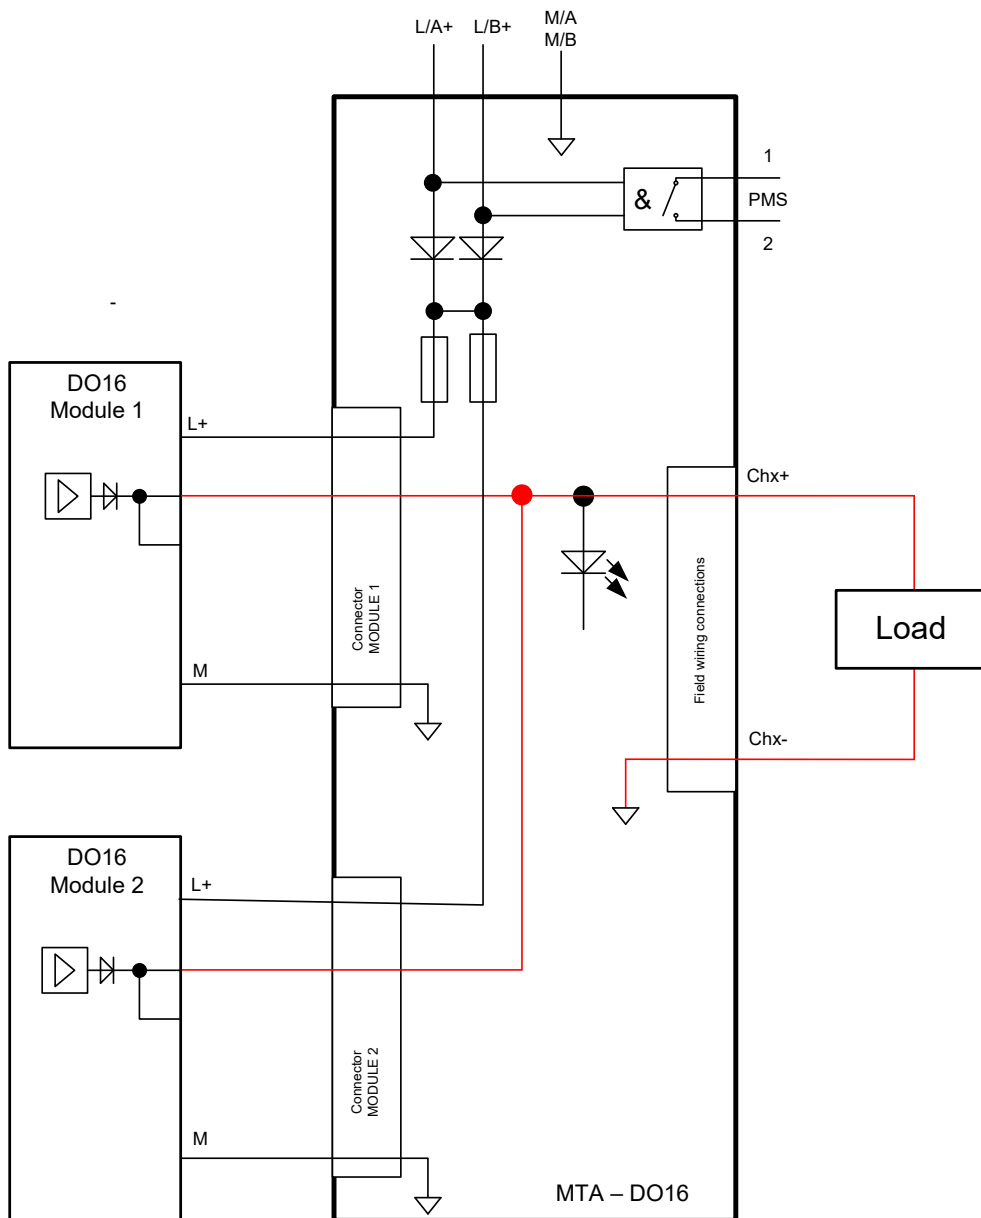 L/A+
L/B+
M/A
M/B
1
&
PMS
2
-
DO16
Module 1
L+
Chx+
Connector
MODULE 1
Field wiring connections
Load
M
Chx-
DO16
Module 2
L+
Connector
MODULE 2
M
MTA – DO16